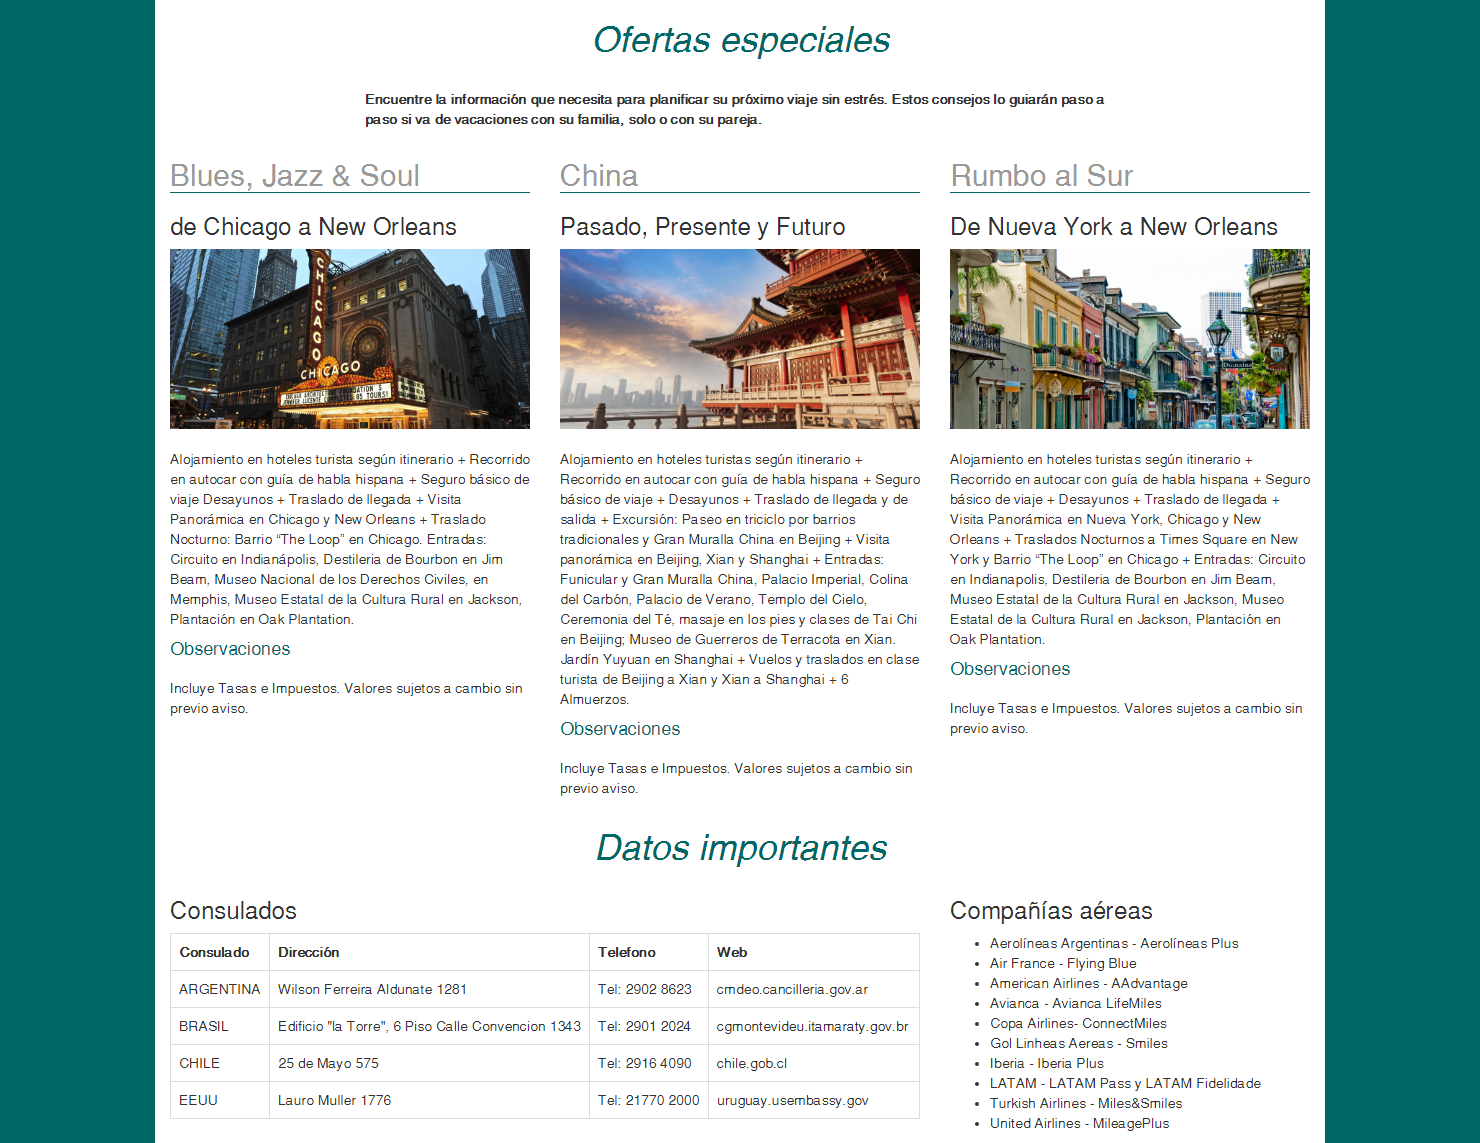 Ofertas especiales
Encuentre la información que necesita para planificar su próximo viaje sin estrés. Estos consejos lo guiarán paso a
paso si va de vacaciones con su familia, solo o con su pareja.
Blues, Jazz & Soul
de Chicago a New Orleans
CHICAGO
CHICAGO
Alojamiento en hoteles turista según itinerario + Recorrido
en autocar con guía de habla hispana + Seguro básico de
viaje Desayunos + Traslado de llegada + Visita
Panorámica en Chicago y New Orleans + Traslado
Nocturno: Barrio “The Loop” en Chicago. Entradas:
Circuito en Indianápolis, Destileria de Bourbon en Jim
Beam, Museo Nacional de los Derechos Civiles, en
Memphis, Museo Estatal de la Cultura Rural en Jackson,
Plantación en Oak Plantation.
Observaciones
Incluye Tasas e Impuestos. Valores sujetos a cambio sin
previo aviso.
China
Pasado, Presente y Futuro
Alojamiento en hoteles turistas según itinerario +
Recorrido en autocar con guía de habla hispana + Seguro
básico de viaje + Desayunos + Traslado de llegada y de
salida + Excursión: Paseo en triciclo por barrios
tradicionales y Gran Muralla China en Beijing + Visita
panorámica en Beijing, Xian y Shanghai + Entradas:
Funicular y Gran Muralla China, Palacio Imperial, Colina
del Carbón, Palacio de Verano, Templo del Cielo,
Ceremonia del Té, masaje en los pies y clases de Tai Chi
en Beijing; Museo de Guerreros de Terracota en Xian.
Jardín Yuyuan en Shanghai + Vuelos y traslados en clase
turista de Beijing a Xian y Xian a Shanghai + 6
Almuerzos.
Observaciones
Incluye Tasas e Impuestos. Valores sujetos a cambio sin
previo aviso.
Rumbo al Sur
De Nueva York a New Orleans
Alojamiento en hoteles turistas según itinerario +
Recorrido en autocar con guía de habla hispana + Seguro
básico de viaje + Desayunos + Traslado de llegada +
Visita Panorámica en Nueva York, Chicago y New
Orleans + Traslados Nocturnos a Times Square en New
York y Barrio “The Loop” en Chicago + Entradas: Circuito
en Indianapolis, Destileria de Bourbon en Jim Beam,
Museo Estatal de la Cultura Rural en Jackson, Museo
Estatal de la Cultura Rural en Jackson, Plantación en
Oak Plantation.
Observaciones
Incluye Tasas e Impuestos. Valores sujetos a cambio sin
previo aviso.
Datos importantes
Consulados
Consulado Dirección Telefono Web
ARGENTINA Wilson Ferreira Aldunate 1281 Tel: 2902 8623 cmdeo.cancilleria.gov.ar
BRASIL Edificio "la Torre", 6 Piso Calle Convencion 1343 Tel: 2901 2024 cgmontevideu.itamaraty.gov.br
CHILE 25 de Mayo 575 Tel: 2916 4090 chile.gob.cl
EEUU Lauro Muller 1776 Tel: 21770 2000 uruguay.usembassy.gov
Compañías aéreas
Aerolíneas Argentinas - Aerolíneas Plus
Air France - Flying Blue
American Airlines - AAdvantage
Avianca - Avianca LifeMiles
Copa Airlines- ConnectMiles
Gol Linheas Aereas - Smiles
Iberia - Iberia Plus
LATAM - LATAM Pass y LATAM Fidelidade
Turkish Airlines - Miles&Smiles
United Airlines - MileagePlus